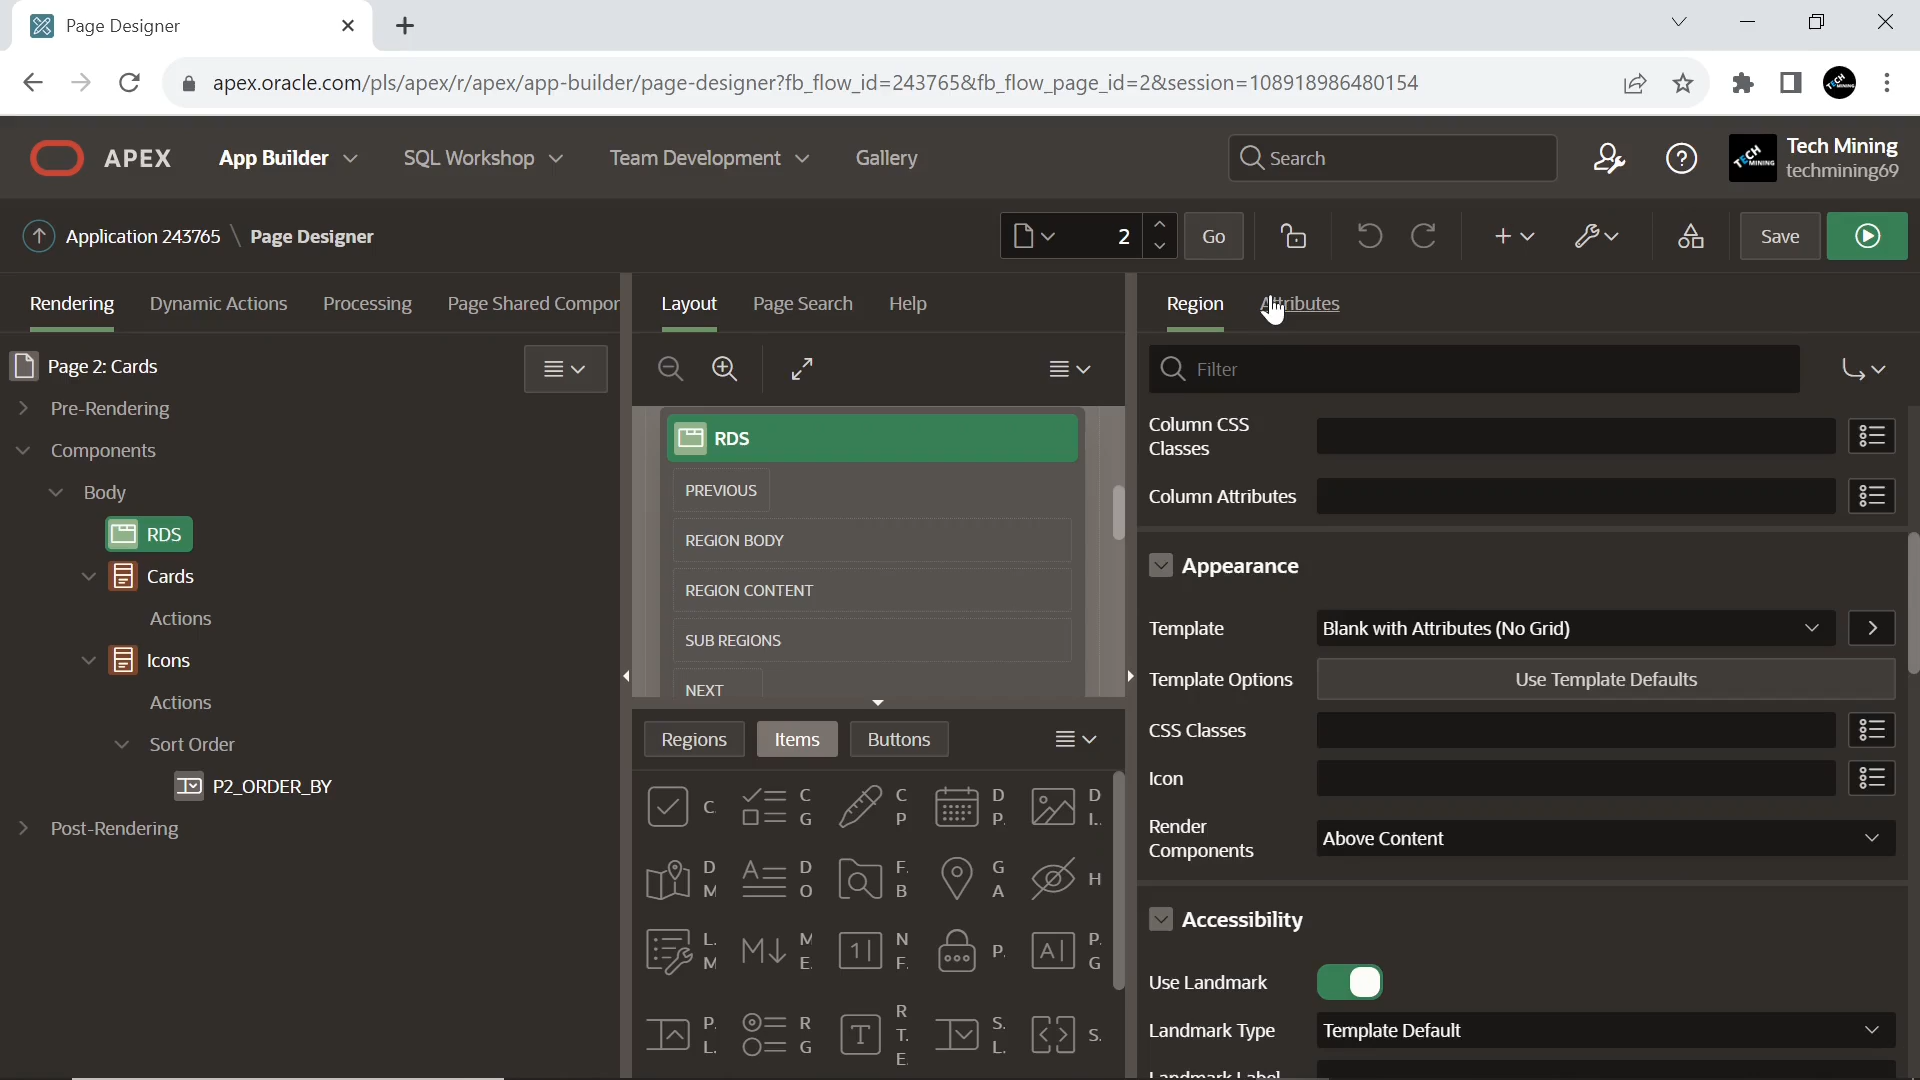 Page Designer
apex.oracle.com/pls/apex/r/apex/app-builder/page-designer?fb_flow_id=243765&fb_flow_page_id=2&session=108918986480154
APEX
App Builder
SQL Workshop
Team Development
Gallery
Search
Tech Mining
techmining69
Application 243765 \ Page Designer
2
Go
Save
Rendering
Dynamic Actions
Processing
Page Shared Compor
Page 2: Cards
Pre-Rendering
Components
Body
RDS
Cards
Actions
Icons
Actions
Sort Order
P2_ORDER_BY
Post-Rendering
Layout
Page Search
Help
RDS
PREVIOUS
REGION BODY
REGION CONTENT
SUB REGIONS
NEXT
Regions
Items
Buttons
C.
C G
C P
D P.
D I..
D M
D O
F. B
G A
H
L. M
M E.
N F.
P.
P. G
P. L.
R G
R T. E.
S. L.
S.
Region
Attributes
Filter
Column CSS
Classes
Column Attributes
Appearance
Template
Blank with Attributes (No Grid)
Template Options
Use Template Defaults
CSS Classes
Icon
Render
Components
Above Content
Accessibility
Use Landmark
Landmark Type
Template Default
Landmark Label